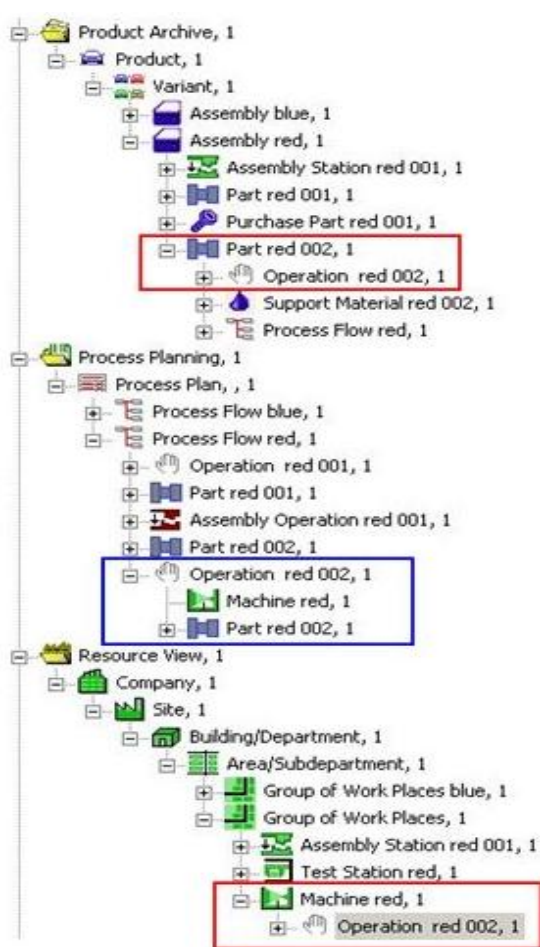 Product Archive, 1
Product, 1
Variant, 1
Assembly blue, 1
Assembly red, 1
Assembly Station red 001, 1
Part red 001, 1
Purchase Part red 001, 1
Part red 002, 1
Operation red 002, 1
Support Material red 002, 1
Process Flow red, 1
Process Planning, 1
Process Plan, , 1
Process Flow blue, 1
Process Flow red, 1
Operation red 001, 1
Part red 001, 1
Assembly Operation red 001, 1
Part red 002, 1
Operation red 002, 1
Machine red, 1
Part red 002, 1
Resource View, 1
Company, 1
Site, 1
Building/Department, 1
Area/Subdepartment, 1
Group of Work Places blue, 1
Group of Work Places, 1
Assembly Station red 001, 1
Test Station red, 1
Machine red, 1
Operation red 002, 1